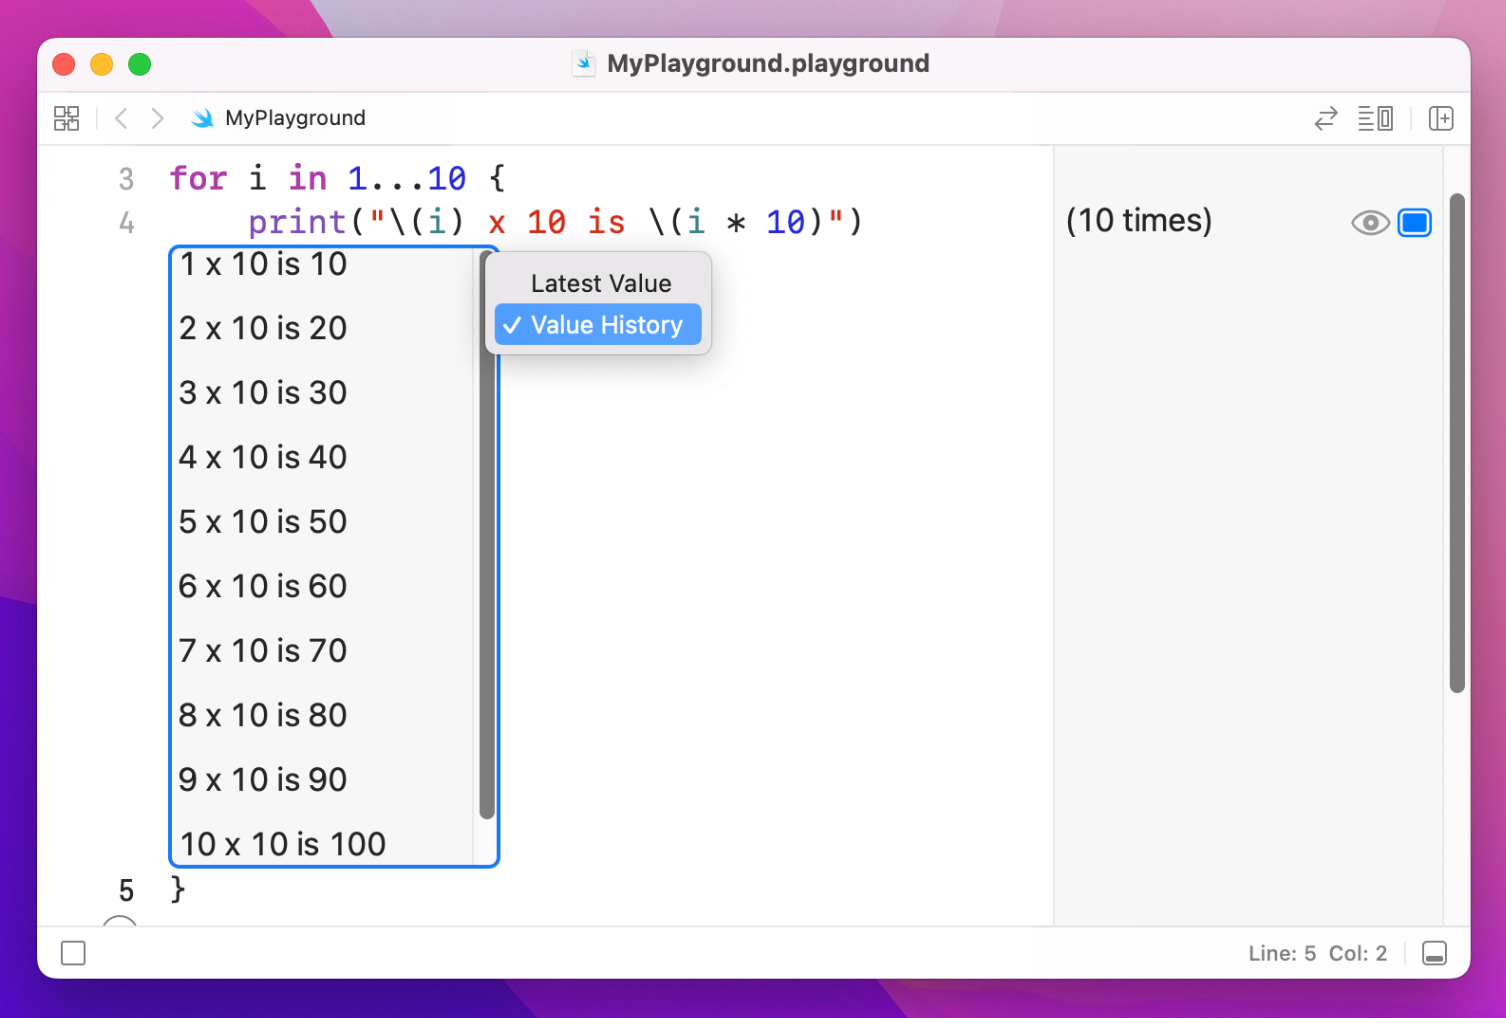 MyPlayground.playground
MyPlayground
3 for i in 1...10 {
4 print("\(i) x 10 is \(i * 10)") (10 times)
1 x 10 is 10
Latest Value
✓ Value History
2 x 10 is 20
3 x 10 is 30
4 x 10 is 40
5 x 10 is 50
6 x 10 is 60
7 x 10 is 70
8 x 10 is 80
9 x 10 is 90
10 x 10 is 100
5 }
Line: 5 Col: 2